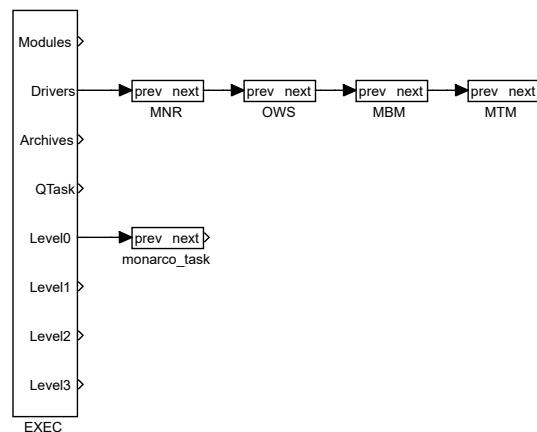 Modules
Drivers
prev next
prev next
prev next
prev next
MNR
OWS
MBM
MTM
Archives
QTask
Level0
prev next
monarco_task
Level1
Level2
Level3
EXEC